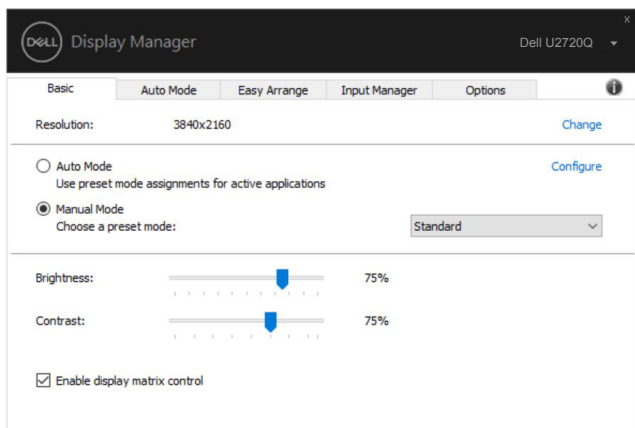 x
DELL Display Manager Dell U2720Q
Basic Auto Mode Easy Arrange Input Manager Options
Resolution: 3840x2160 Change
Auto Mode Configure
Use preset mode assignments for active applications
Manual Mode
Choose a preset mode: Standard
Brightness: 75%
Contrast: 75%
Enable display matrix control